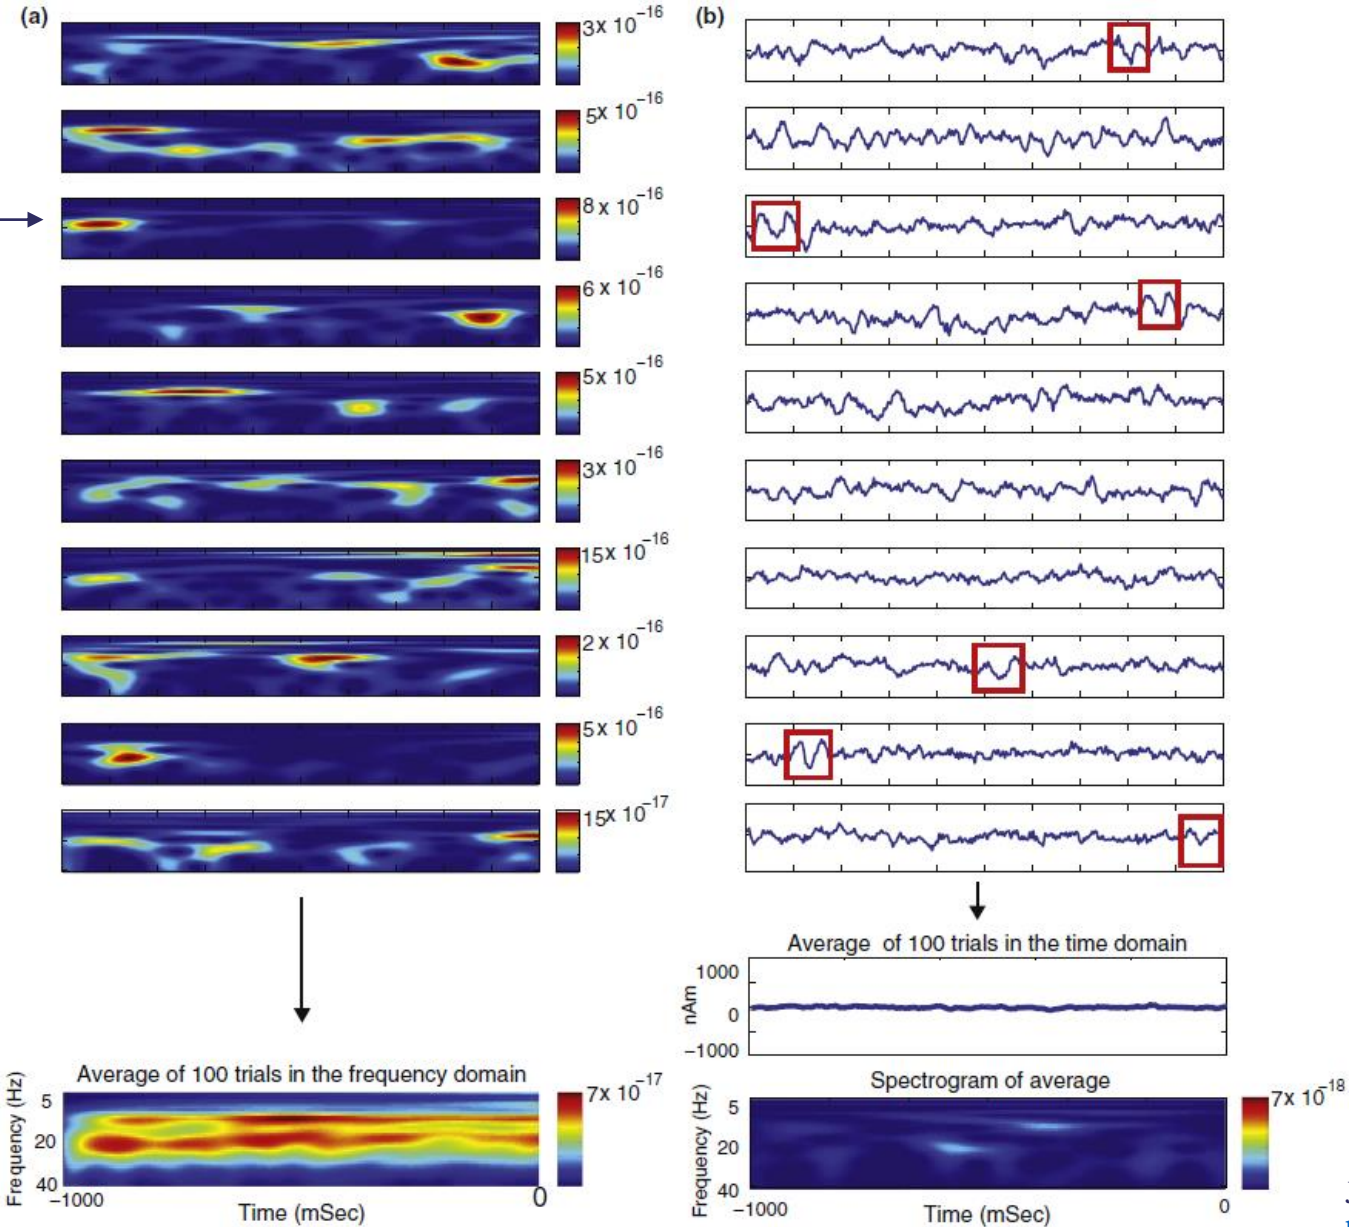 (a)
3x 10−16
5x 10−16
8x 10−16
6 x 10−16
5x 10−16
3x 10−16
15x 10−16
2 x 10−16
5x 10−16
15x 10−17
Average of 100 trials in the frequency domain
7x 10−17
Frequency (Hz)
5
20
40
−1000
0
Time (mSec)
(b)
Average of 100 trials in the time domain
nAm
1000
0
−1000
Spectrogram of average
7x 10−18
Frequency (Hz)
5
20
40
−1000
0
Time (mSec)